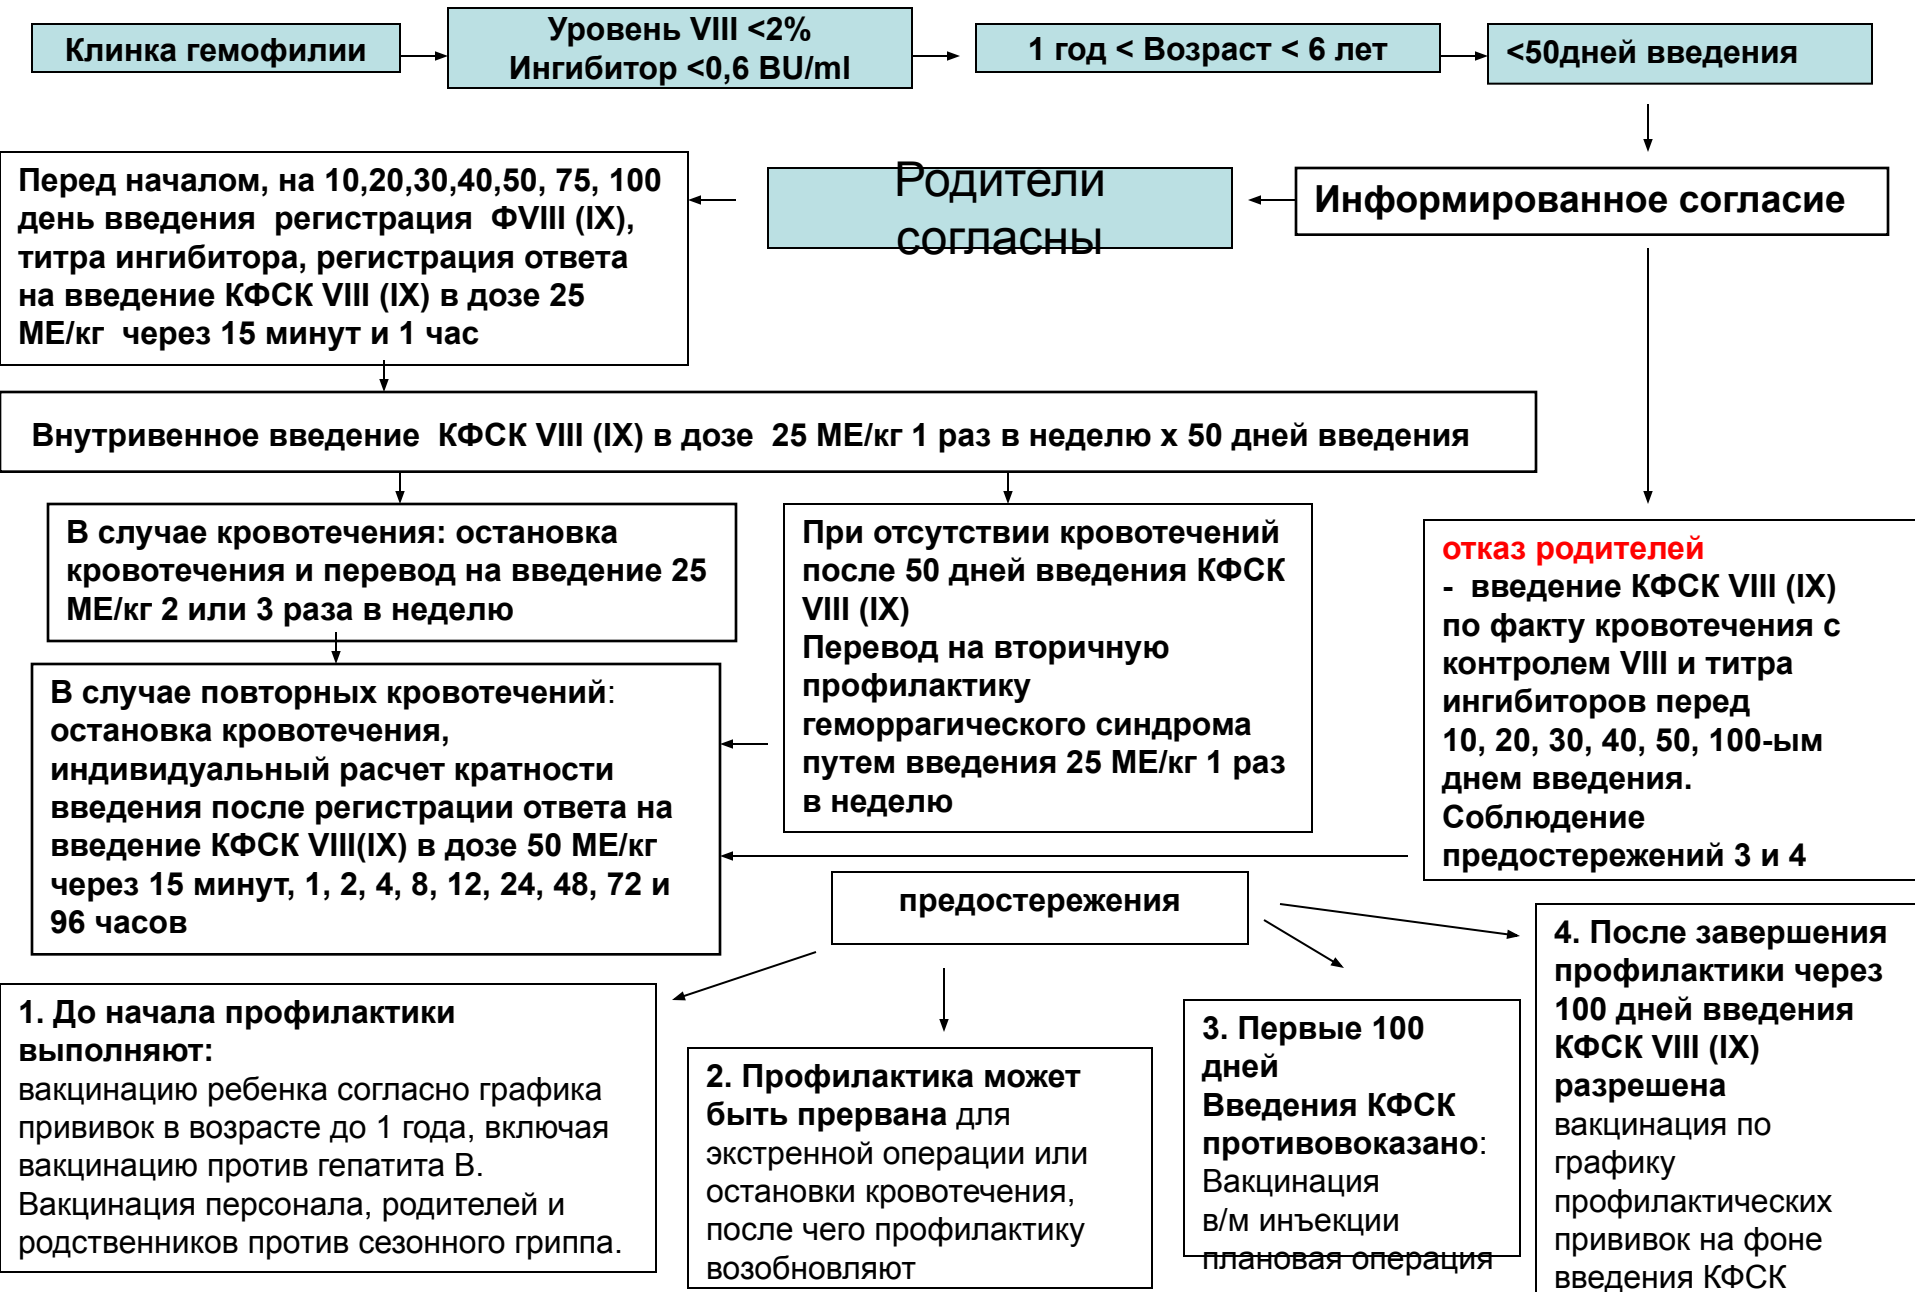 Клинка гемофилии
Уровень VIII <2%
Ингибитор <0,6 BU/ml
1 год < Возраст < 6 лет
<50дней введения
Перед началом, на 10,20,30,40,50, 75, 100
день введения регистрация ФVIII (IX),
титра ингибитора, регистрация ответа
на введение КФСК VIII (IX) в дозе 25
МЕ/кг через 15 минут и 1 час
Родители
согласны
Информированное согласие
Внутривенное введение КФСК VIII (IX) в дозе 25 МЕ/кг 1 раз в неделю х 50 дней введения
В случае кровотечения: остановка
кровотечения и перевод на введение 25
МЕ/кг 2 или 3 раза в неделю
При отсутствии кровотечений
после 50 дней введения КФСК
VIII (IX)
Перевод на вторичную
профилактику
геморрагического синдрома
путем введения 25 МЕ/кг 1 раз
в неделю
отказ родителей
- введение КФСК VIII (IX)
по факту кровотечения с
контролем VIII и титра
ингибиторов перед
10, 20, 30, 40, 50, 100-ым
днем введения.
Соблюдение
предостережений 3 и 4
В случае повторных кровотечений:
остановка кровотечения,
индивидуальный расчет кратности
введения после регистрации ответа на
введение КФСК VIII(IX) в дозе 50 МЕ/кг
через 15 минут, 1, 2, 4, 8, 12, 24, 48, 72 и
96 часов
предостережения
1. До начала профилактики
выполняют:
вакцинацию ребенка согласно графика
прививок в возрасте до 1 года, включая
вакцинацию против гепатита В.
Вакцинация персонала, родителей и
родственников против сезонного гриппа.
2. Профилактика может
быть прервана для
экстренной операции или
остановки кровотечения,
после чего профилактику
возобновляют
3. Первые 100
дней
Введения КФСК
противовоказано:
Вакцинация
в/м инъекции
плановая операция
4. После завершения
профилактики через
100 дней введения
КФСК VIII (IX)
разрешена
вакцинация по
графику
профилактических
прививок на фоне
введения КФСК